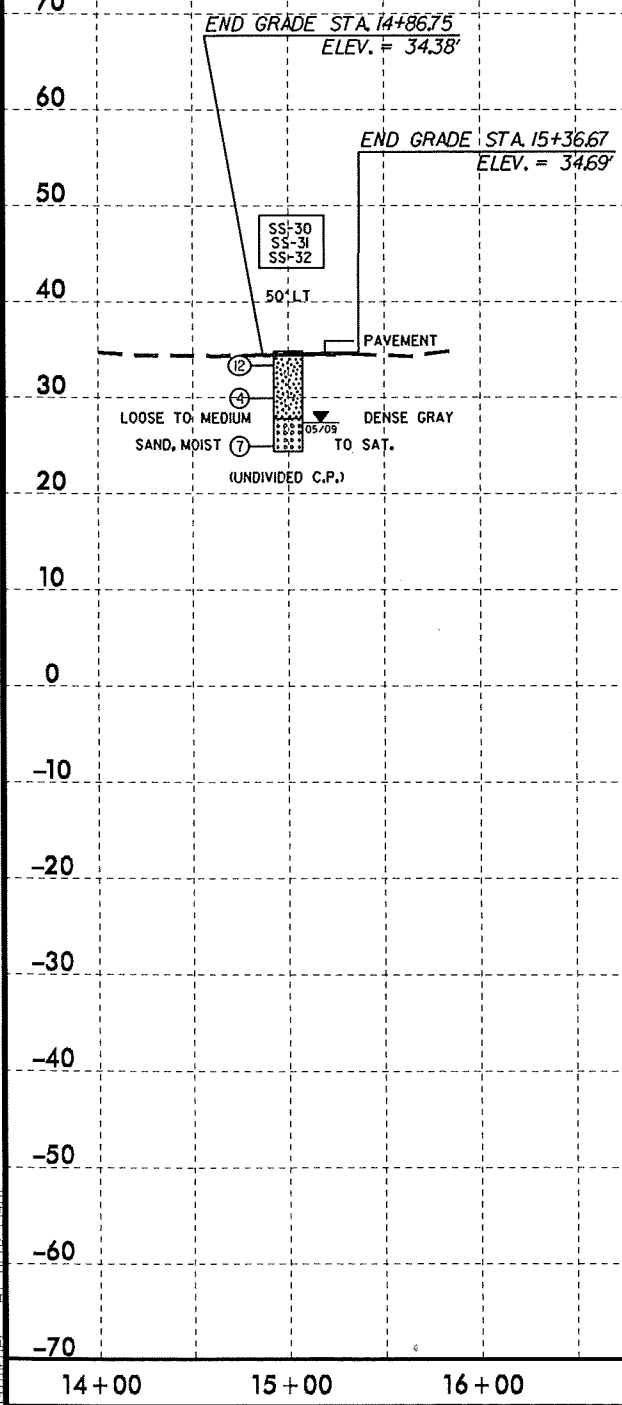 70
END GRADE STA. 14+86.75
ELEV. = 34.38'
60
END GRADE STA. 15+36.67
ELEV. = 34.69'
50
SS-30
SS-31
SS-32
40
50' LT
PAVEMENT
12
30
4
LOOSE TO MEDIUM DENSE GRAY
05/09
SAND, MOIST 7 TO SAT.
20
(UNDIVIDED C.P.)
10
0
-10
-20
-30
-40
-50
-60
-70
14+00 15+00 16+00